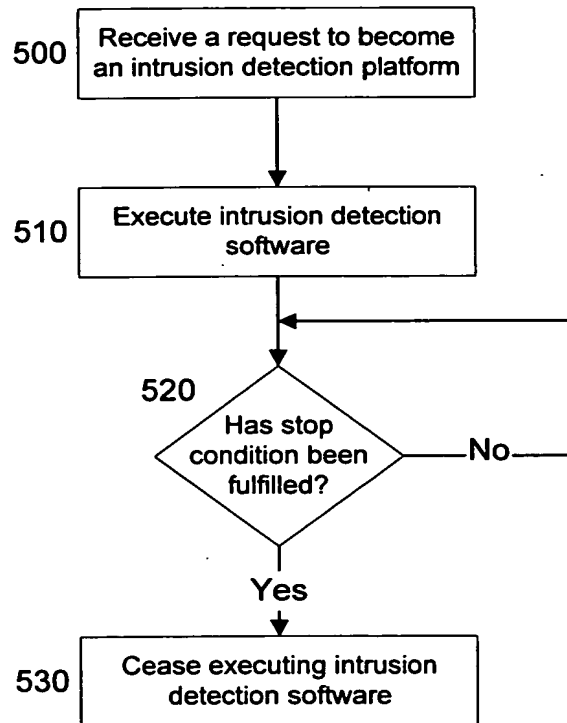 500
Receive a request to become
an intrusion detection platform
510
Execute intrusion detection
software
520
Has stop
condition been
fulfilled?
No
Yes
530
Cease executing intrusion
detection software